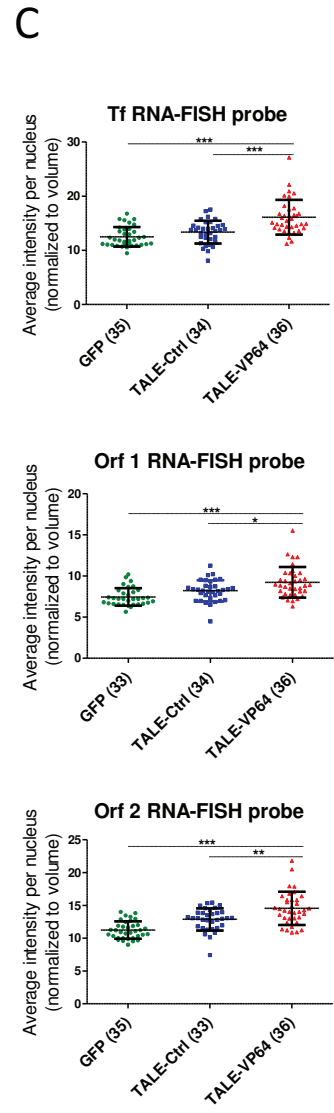 C
Tf RNA-FISH probe
Average intensity per nucleus
(normalized to volume)
30
20
10
0
***
***
GFP (35)
TALE-Ctrl (34)
TALE-VP64 (36)
Orf 1 RNA-FISH probe
Average intensity per nucleus
(normalized to volume)
20
15
10
5
0
***
*
GFP (33)
TALE-Ctrl (34)
TALE-VP64 (36)
Orf 2 RNA-FISH probe
Average intensity per nucleus
(normalized to volume)
25
20
15
10
5
0
***
**
GFP (35)
TALE-Ctrl (33)
TALE-VP64 (36)